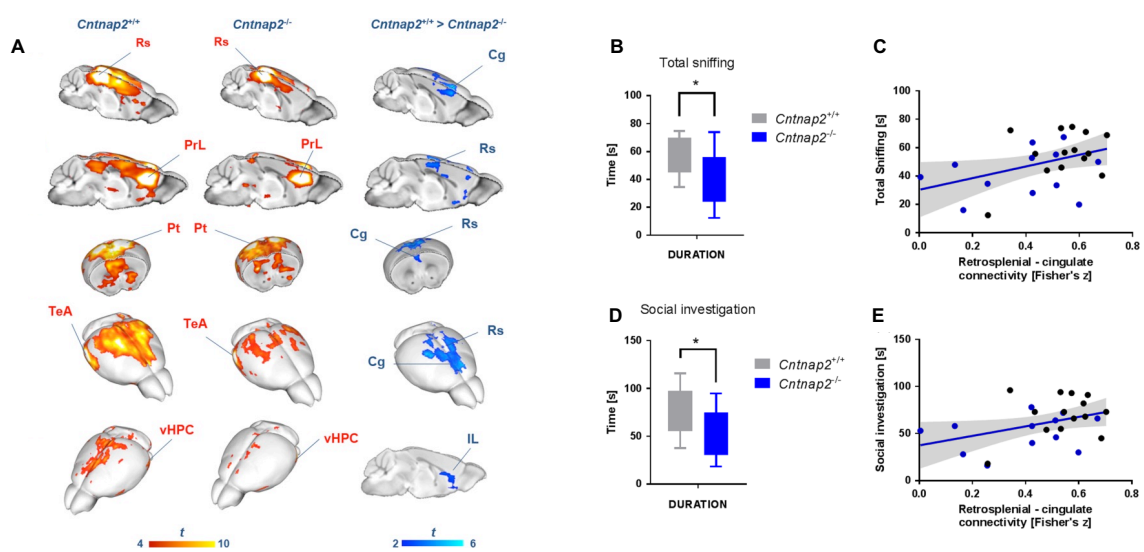 A
Cntnap2+/+
Cntnap2-/-
Cntnap2+/+ > Cntnap2-/-
Rs
Rs
Cg
PrL
PrL
Rs
Pt
Pt
Cg
Rs
TeA
TeA
Rs
Cg
vHPC
vHPC
IL
t
4
10
t
2
6
B
Total sniffing
*
Cntnap2+/+
Cntnap2-/-
Time [s]
100
80
60
40
20
0
DURATION
C
Total Sniffing [s]
100
80
60
40
20
0
0.0 0.2 0.4 0.6 0.8
Retrosplenial - cingulate
connectivity [Fisher's z]
D
Social investigation
*
Cntnap2+/+
Cntnap2-/-
Time [s]
150
100
50
0
DURATION
E
Social investigation [s]
150
100
50
0
0.0 0.2 0.4 0.6 0.8
Retrosplenial - cingulate
connectivity [Fisher's z]